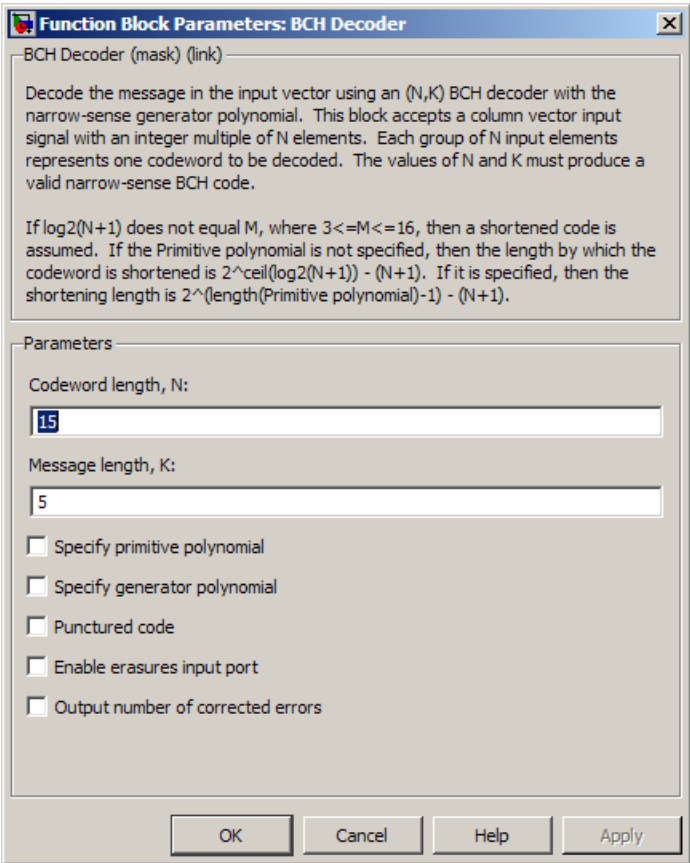 Function Block Parameters: BCH Decoder
BCH Decoder (mask) (link)
Decode the message in the input vector using an (N,K) BCH decoder with the
narrow-sense generator polynomial.  This block accepts a column vector input
signal with an integer multiple of N elements.  Each group of N input elements
represents one codeword to be decoded.  The values of N and K must produce a
valid narrow-sense BCH code.
If log2(N+1) does not equal M, where 3<=M<=16, then a shortened code is
assumed.  If the Primitive polynomial is not specified, then the length by which the
codeword is shortened is 2^ceil(log2(N+1)) - (N+1).  If it is specified, then the
shortening length is 2^(length(Primitive polynomial)-1) - (N+1).
Parameters
Codeword length, N:
15
Message length, K:
5
Specify primitive polynomial
Specify generator polynomial
Punctured code
Enable erasures input port
Output number of corrected errors
OK Cancel Help Apply